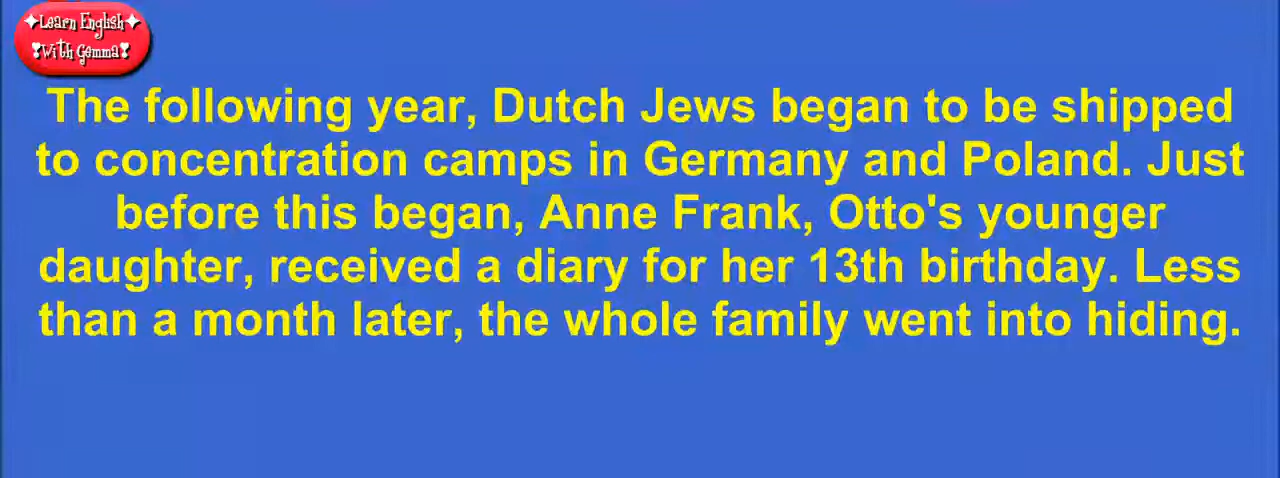 Learn English
With Gemma
The following year, Dutch Jews began to be shipped
to concentration camps in Germany and Poland. Just
before this began, Anne Frank, Otto's younger
daughter, received a diary for her 13th birthday. Less
than a month later, the whole family went into hiding.